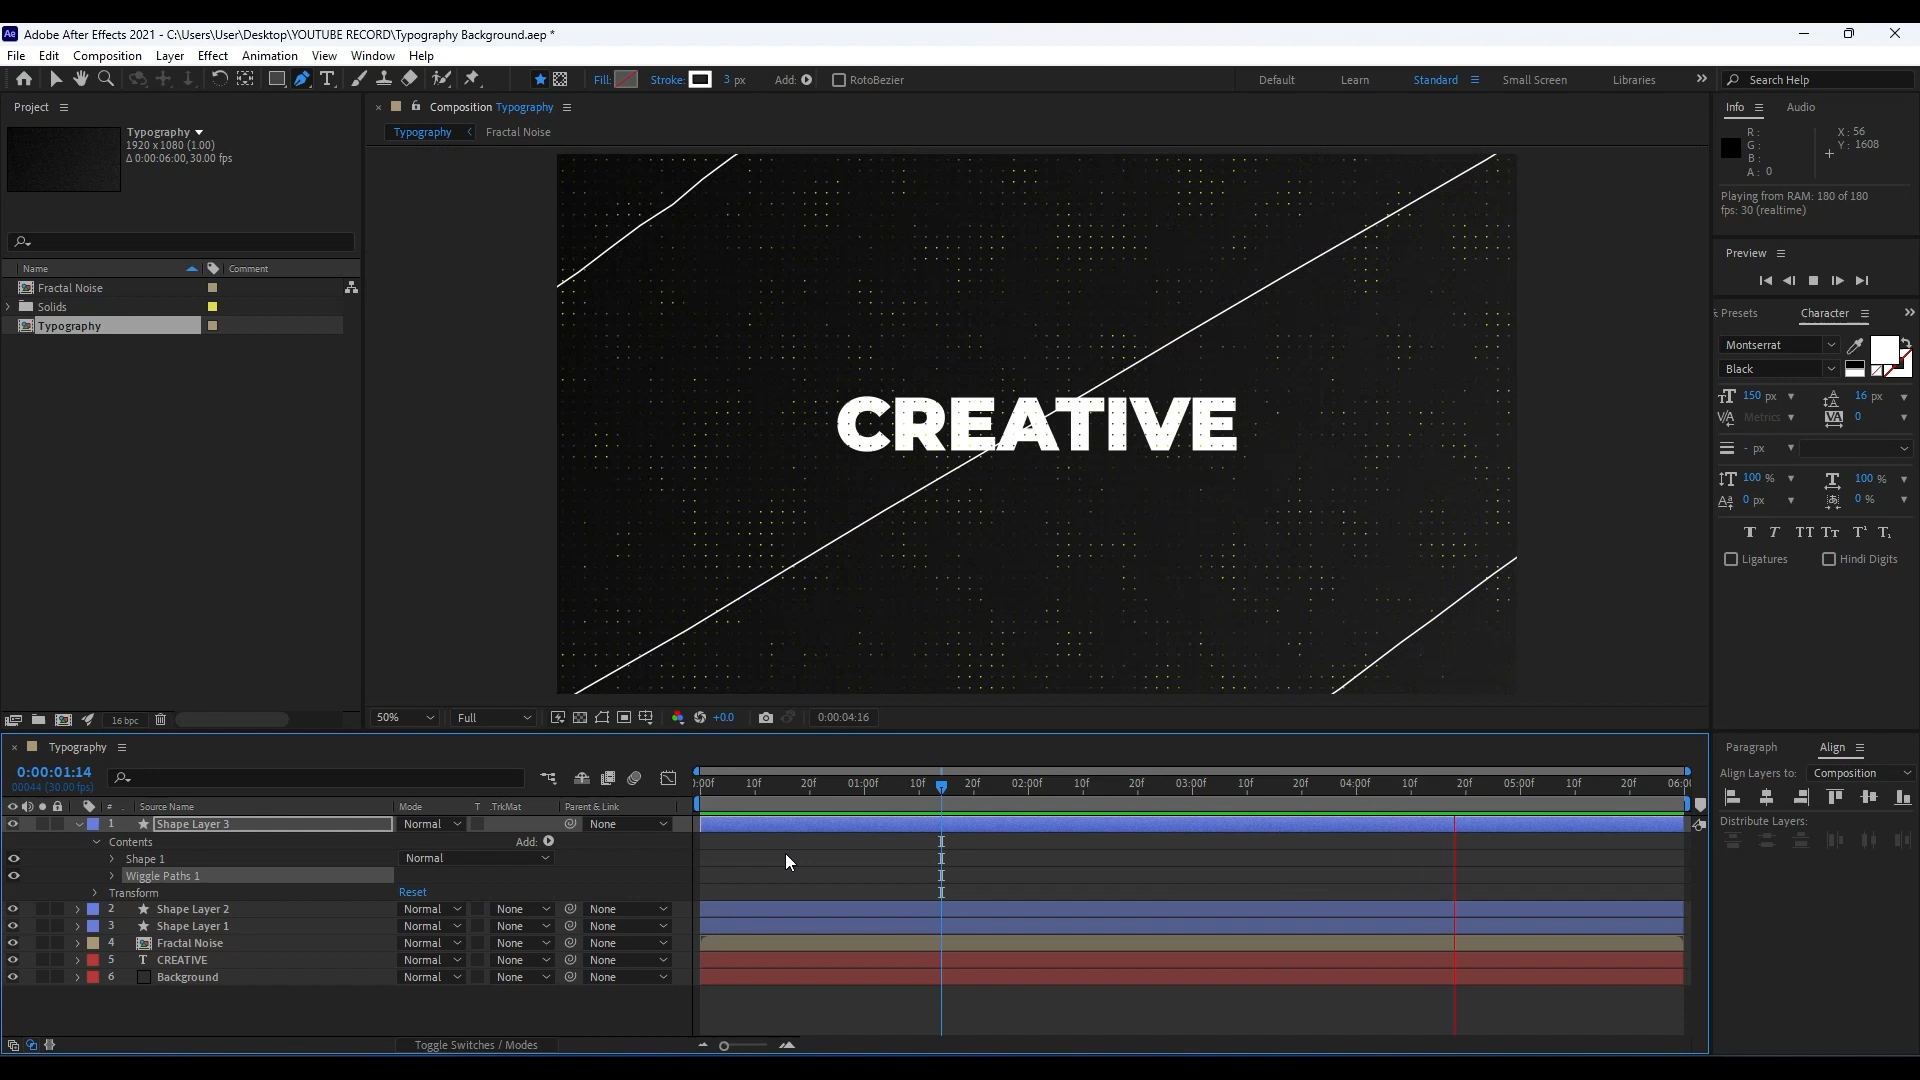 Ae Adobe After Effects 2021 - C:\Users\User\Desktop\YOUTUBE RECORD\Typography Background.aep *
File Edit Composition Layer Effect Animation View Window Help
Fill: Stroke: 3 px Add: RotoBezier Default Learn Standard Small Screen Libraries Search Help
Project
Typography
1920 x 1080 (1.00)
Δ 0:00:06:00, 30.00 fps
Name Comment
Fractal Noise
Solids
Typography
16 bpc
Composition Typography
Typography Fractal Noise
CREATIVE
50% Full +0.0 0:00:04:16
Info Audio
R: X: 56
G: Y: 1608
B:
A: 0
Playing from RAM: 180 of 180
fps: 30 (realtime)
Preview
Presets Character
Montserrat
Black
150 px 16 px
Metrics 0
- px
100 % 100 %
0 px 0 %
T T TT Tr T¹ T₁
Ligatures Hindi Digits
Typography
0:00:01:14
00044 (30.00 fps)
:00f 10f 20f 01:00f 10f 20f 02:00f 10f 20f 03:00f 10f 20f 04:00f 10f 20f 05:00f 10f 20f 06:00
# Source Name Mode T .TrkMat Parent & Link
1 Shape Layer 3 Normal None
Contents Add:
Shape 1 Normal
Wiggle Paths 1
Transform Reset
2 Shape Layer 2 Normal None None
3 Shape Layer 1 Normal None None
4 Fractal Noise Normal None None
5 T CREATIVE Normal None None
6 Background Normal None None
Toggle Switches / Modes
Paragraph Align
Align Layers to: Composition
Distribute Layers: